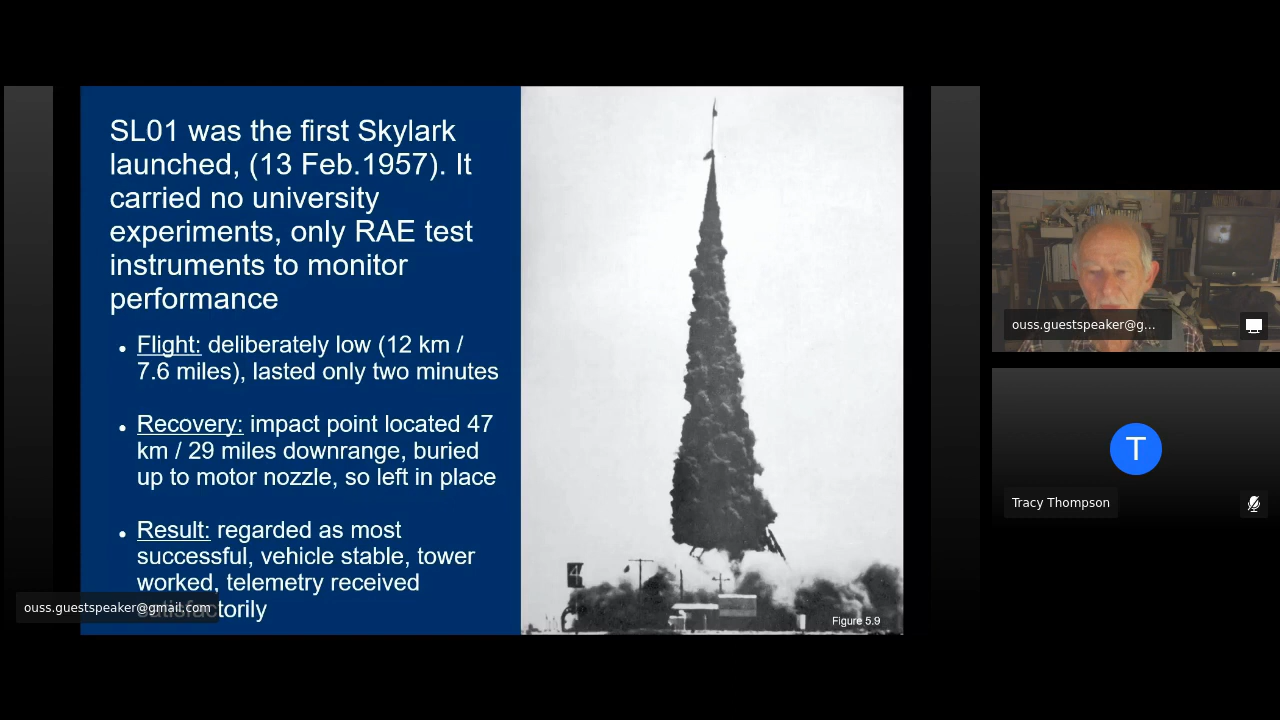 SL01 was the first Skylark
launched, (13 Feb.1957). It
carried no university
experiments, only RAE test
instruments to monitor
performance
• Flight: deliberately low (12 km /
7.6 miles), lasted only two minutes
• Recovery: impact point located 47
km / 29 miles downrange, buried
up to motor nozzle, so left in place
• Result: regarded as most
successful, vehicle stable, tower
worked, telemetry received
satisfactorily
ouss.guestspeaker@gmail.com
4
Figure 5.9
ouss.guestspeaker@g...
T
Tracy Thompson